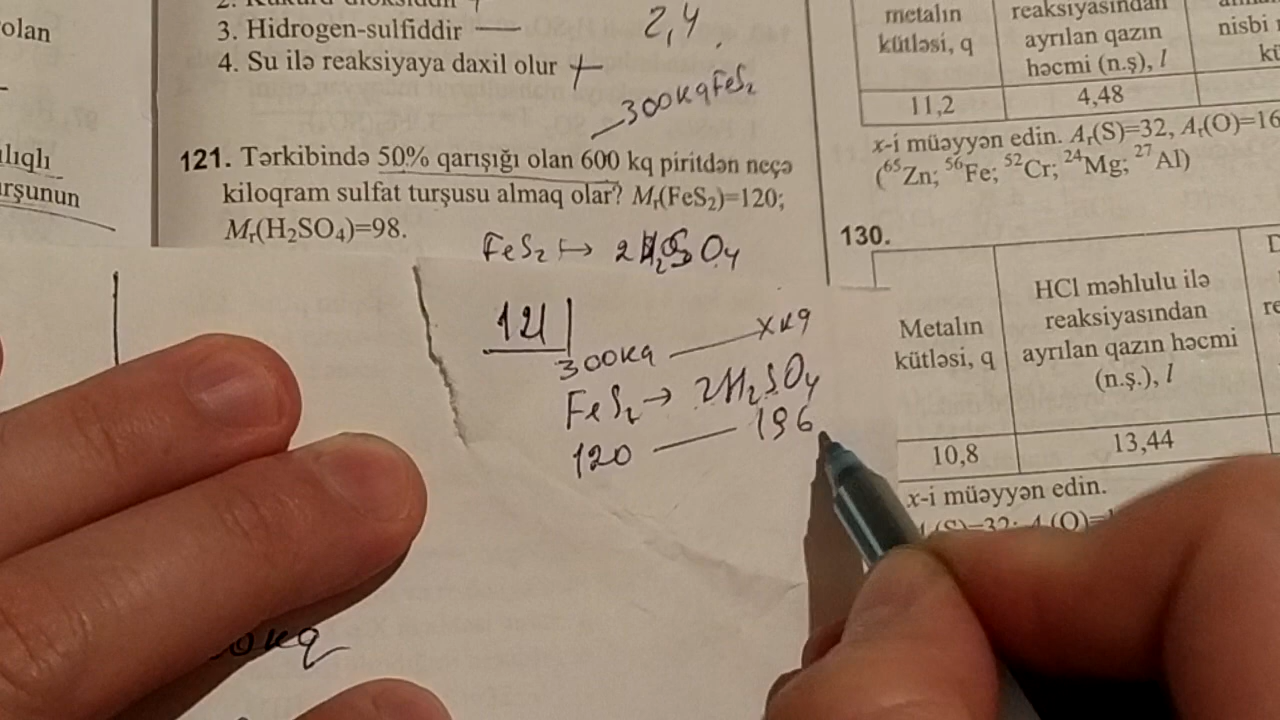 olan
lıqlı
ırşunun
3. Hidrogen-sulfiddir —
4. Su ilə reaksiyaya daxil olur +
2,4.
300kqFeS₂
121. Tərkibində 50% qarışığı olan 600 kq piritdən neçə
kiloqram sulfat turşusu almaq olar? Mᵣ(FeS₂)=120;
Mᵣ(H₂SO₄)=98.
FeS₂ → 2H₂SO₄
121
300kq — xkq
FeS₂ → 2H₂SO₄
120 — 196
kq
metalın
kütləsi, q
reaksiyasından
ayrılan qazın
həcmi (n.ş), l
nisbi
11,2
4,48
x-i müəyyən edin. Aᵣ(S)=32, Aᵣ(O)=16
(⁶⁵Zn; ⁵⁶Fe; ⁵²Cr; ²⁴Mg; ²⁷Al)
130.
Metalın
kütləsi, q
HCl məhlulu ilə
reaksiyasından
ayrılan qazın həcmi
(n.ş.), l
10,8
13,44
x-i müəyyən edin.